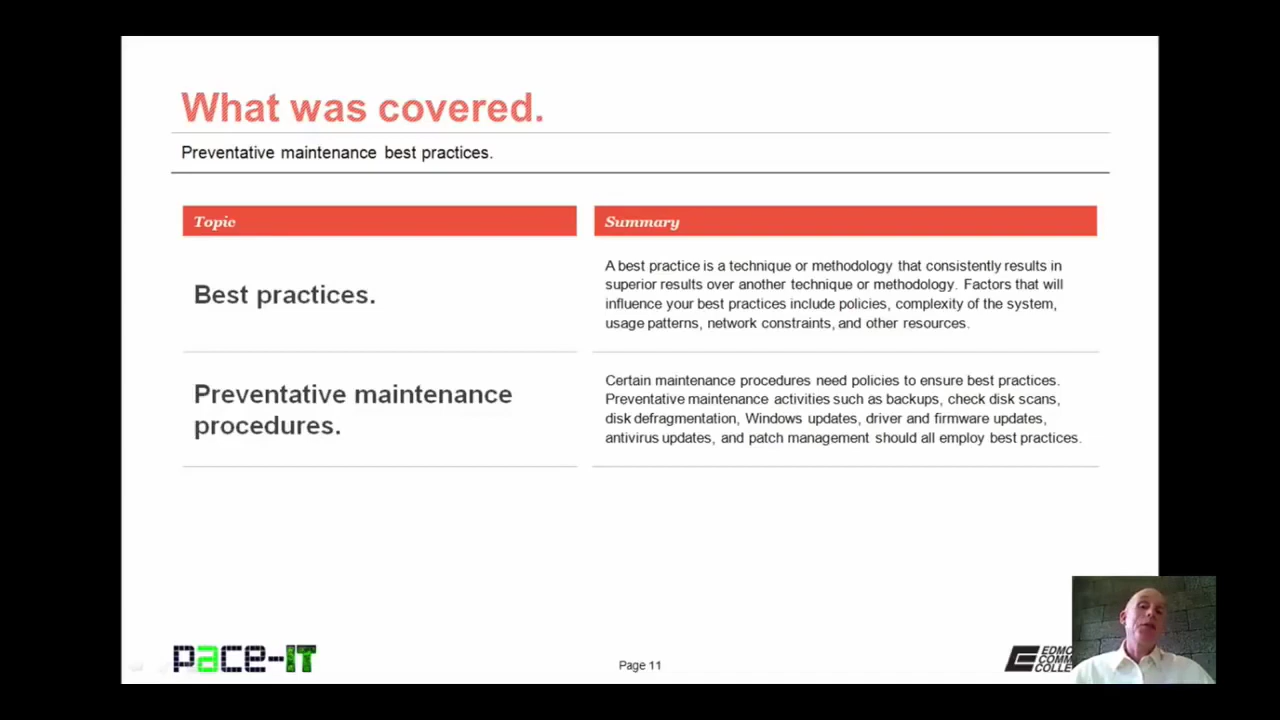 What was covered.
Preventative maintenance best practices.
Topic
Summary
Best practices.
A best practice is a technique or methodology that consistently results in
superior results over another technique or methodology. Factors that will
influence your best practices include policies, complexity of the system,
usage patterns, network constraints, and other resources.
Preventative maintenance
procedures.
Certain maintenance procedures need policies to ensure best practices.
Preventative maintenance activities such as backups, check disk scans,
disk defragmentation, Windows updates, driver and firmware updates,
antivirus updates, and patch management should all employ best practices.
pace-IT
Page 11